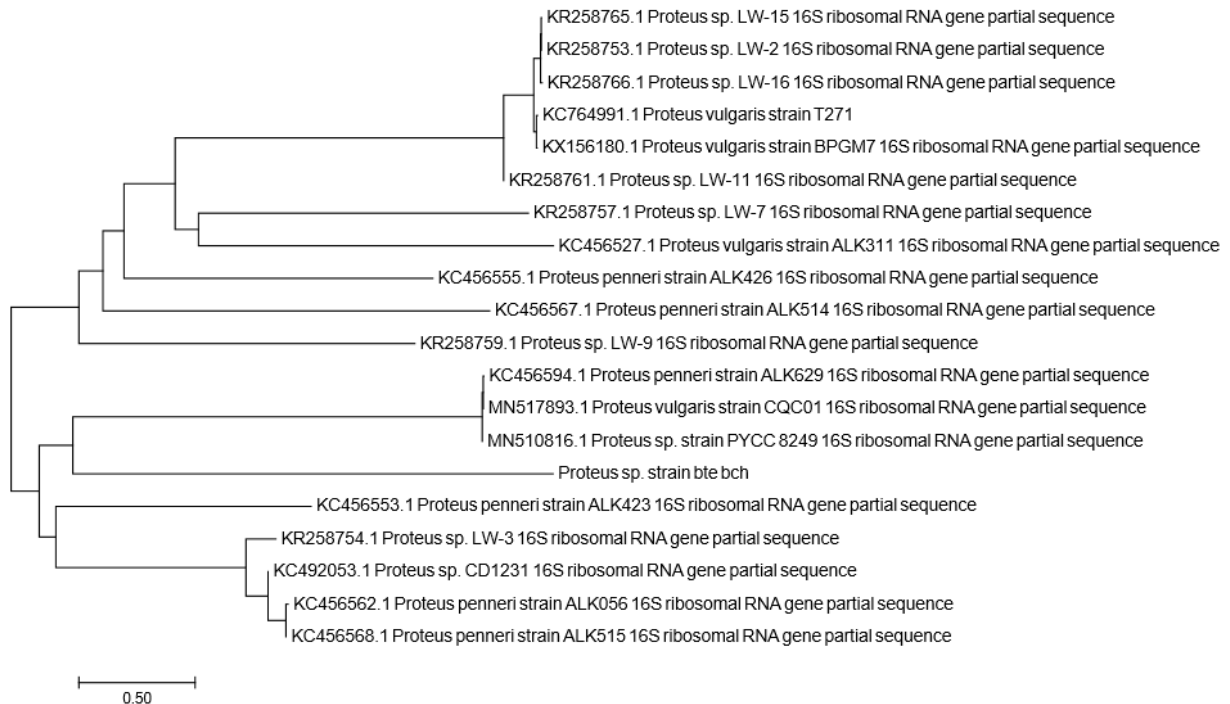 KR258765.1 Proteus sp. LW-15 16S ribosomal RNA gene partial sequence
KR258753.1 Proteus sp. LW-2 16S ribosomal RNA gene partial sequence
KR258766.1 Proteus sp. LW-16 16S ribosomal RNA gene partial sequence
KC764991.1 Proteus vulgaris strain T271
KX156180.1 Proteus vulgaris strain BPGM7 16S ribosomal RNA gene partial sequence
KR258761.1 Proteus sp. LW-11 16S ribosomal RNA gene partial sequence
KR258757.1 Proteus sp. LW-7 16S ribosomal RNA gene partial sequence
KC456527.1 Proteus vulgaris strain ALK311 16S ribosomal RNA gene partial sequence
KC456555.1 Proteus penneri strain ALK426 16S ribosomal RNA gene partial sequence
KC456567.1 Proteus penneri strain ALK514 16S ribosomal RNA gene partial sequence
KR258759.1 Proteus sp. LW-9 16S ribosomal RNA gene partial sequence
KC456594.1 Proteus penneri strain ALK629 16S ribosomal RNA gene partial sequence
MN517893.1 Proteus vulgaris strain CQC01 16S ribosomal RNA gene partial sequence
MN510816.1 Proteus sp. strain PYCC 8249 16S ribosomal RNA gene partial sequence
Proteus sp. strain bte bch
KC456553.1 Proteus penneri strain ALK423 16S ribosomal RNA gene partial sequence
KR258754.1 Proteus sp. LW-3 16S ribosomal RNA gene partial sequence
KC492053.1 Proteus sp. CD1231 16S ribosomal RNA gene partial sequence
KC456562.1 Proteus penneri strain ALK056 16S ribosomal RNA gene partial sequence
KC456568.1 Proteus penneri strain ALK515 16S ribosomal RNA gene partial sequence
0.50